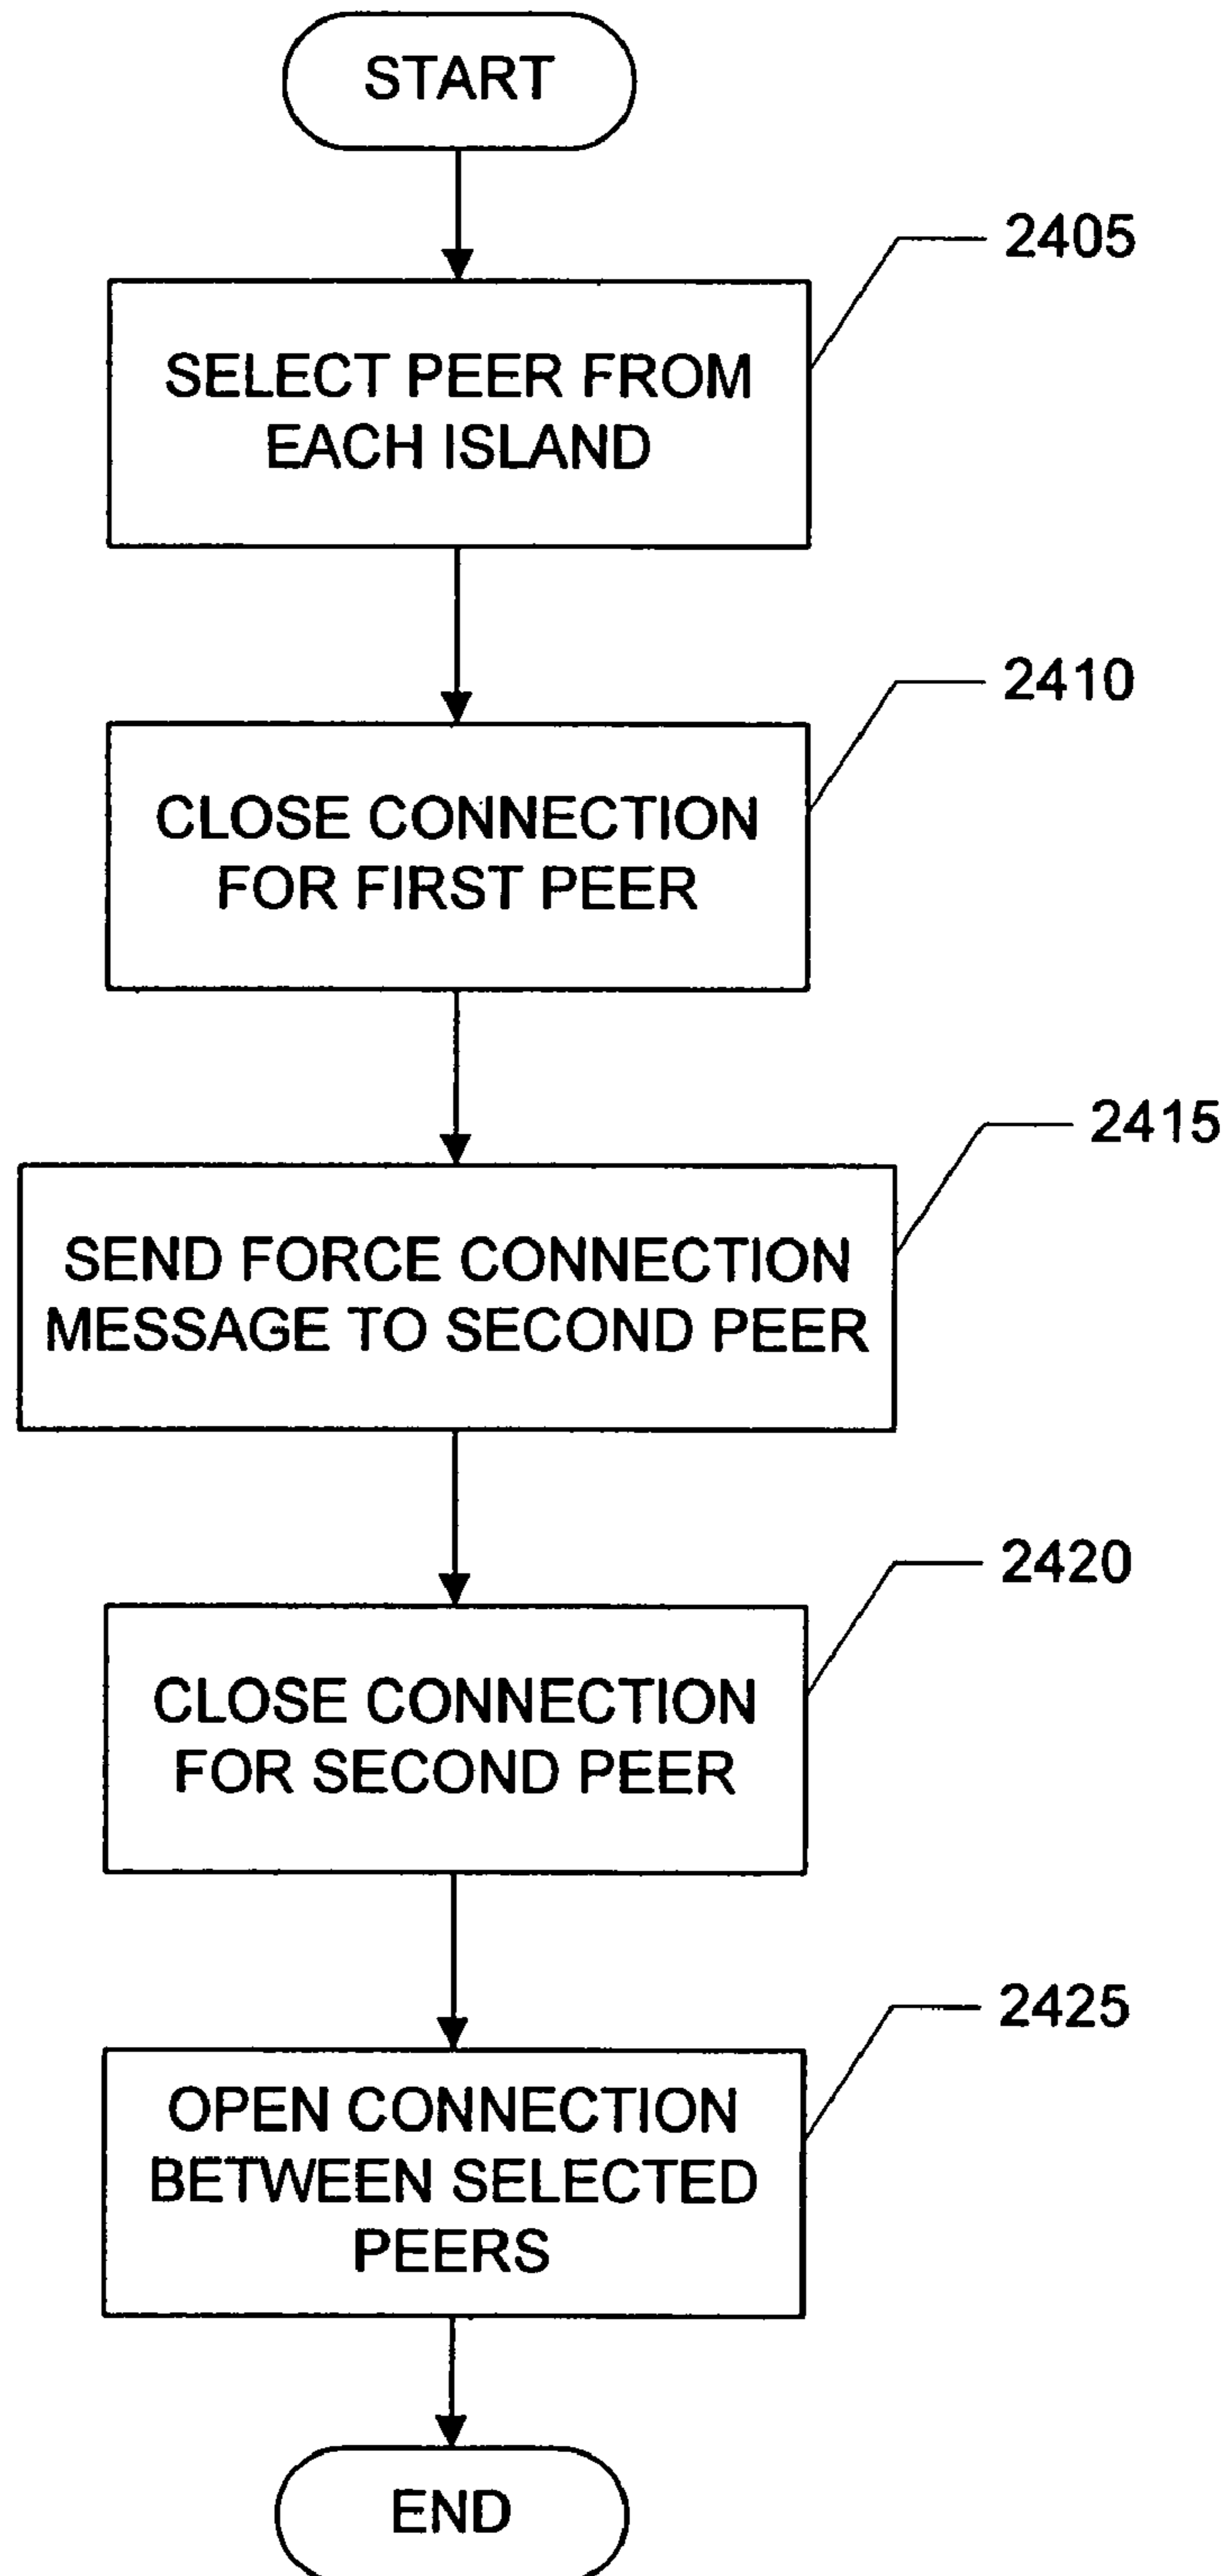 START
2405
SELECT PEER FROM
EACH ISLAND
2410
CLOSE CONNECTION
FOR FIRST PEER
2415
SEND FORCE CONNECTION
MESSAGE TO SECOND PEER
2420
CLOSE CONNECTION
FOR SECOND PEER
2425
OPEN CONNECTION
BETWEEN SELECTED
PEERS
END